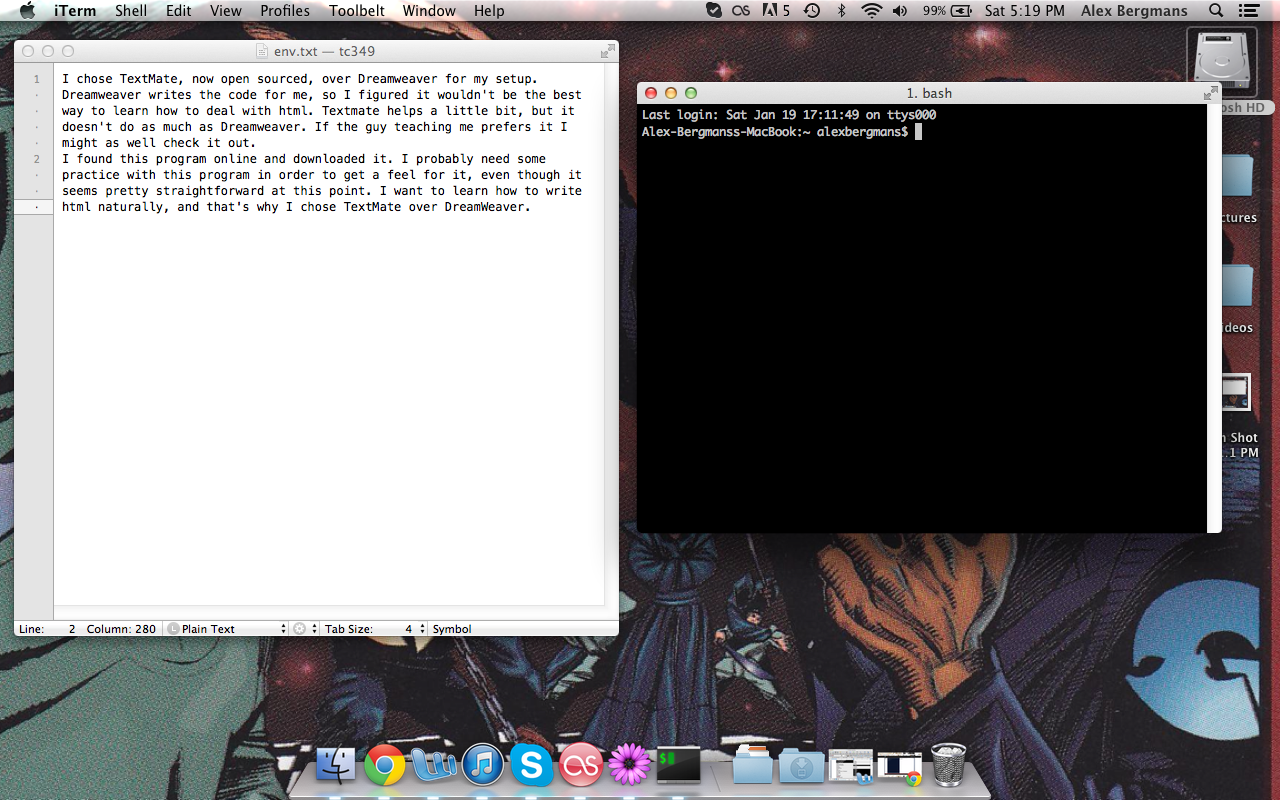 iTerm Shell Edit View Profiles Toolbelt Window Help 5 99% Sat 5:19 PM Alex Bergmans
env.txt — tc349
1 I chose TextMate, now open sourced, over Dreamweaver for my setup.
Dreamweaver writes the code for me, so I figured it wouldn't be the best
way to learn how to deal with html. Textmate helps a little bit, but it
doesn't do as much as Dreamweaver. If the guy teaching me prefers it I
might as well check it out.
2 I found this program online and downloaded it. I probably need some
practice with this program in order to get a feel for it, even though it
seems pretty straightforward at this point. I want to learn how to write
html naturally, and that's why I chose TextMate over DreamWeaver.
Line: 2 Column: 280 L Plain Text Tab Size: 4 Symbol
1. bash
Last login: Sat Jan 19 17:11:49 on ttys000
Alex-Bergmanss-MacBook:~ alexbergmans$
osh HD
ctures
ideos
n Shot
.1 PM
S
$